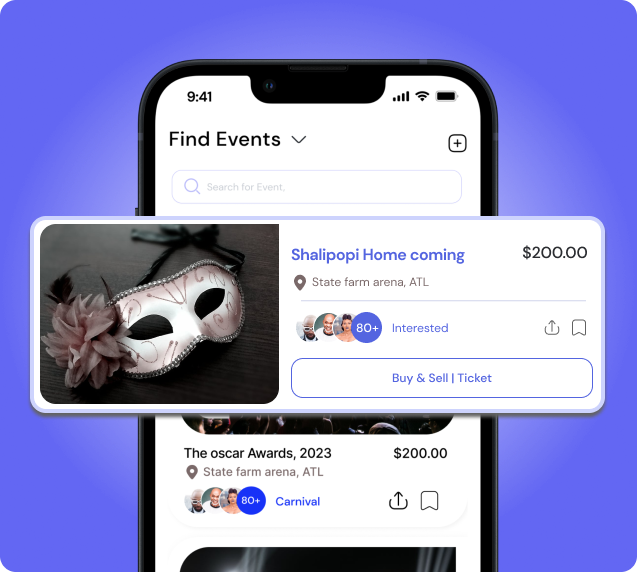 9:41
Find Events
Search for Event,
Shalipopi Home coming
$200.00
State farm arena, ATL
80+
Interested
Buy & Sell | Ticket
The oscar Awards, 2023
$200.00
State farm arena, ATL
80+
Carnival